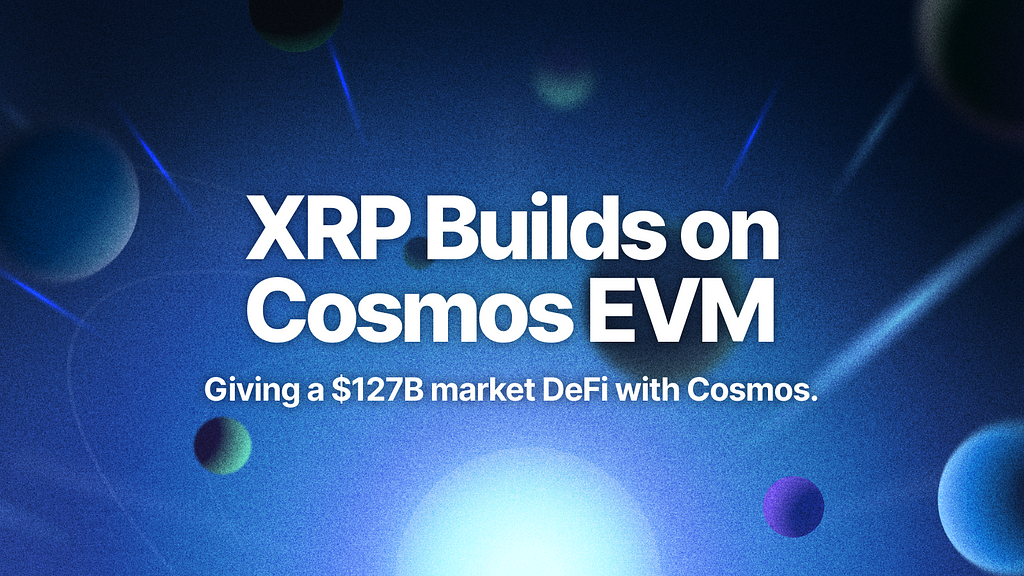 XRP Builds on
Cosmos EVM
Giving a $127B market DeFi with Cosmos.